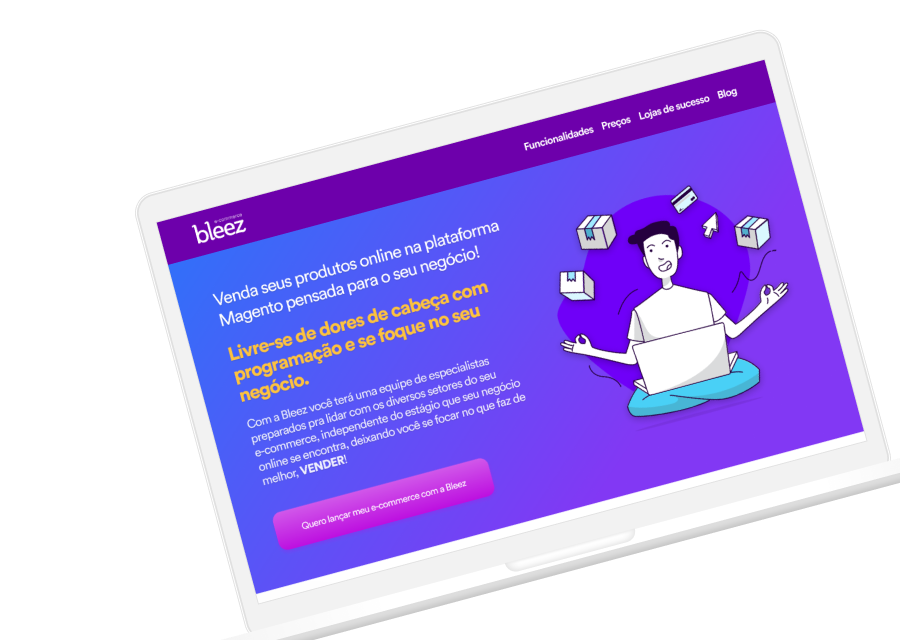 e-commerce
bleez
Funcionalidades Preços Lojas de sucesso Blog
Venda seus produtos online na plataforma
Magento pensada para o seu negócio!
Livre-se de dores de cabeça com
programação e se foque no seu
negócio.
Com a Bleez você terá uma equipe de especialistas
preparados pra lidar com os diversos setores do seu
e-commerce, independente do estágio que seu negócio
online se encontra, deixando você se focar no que faz de
melhor, VENDER!
Quero lançar meu e-commerce com a Bleez